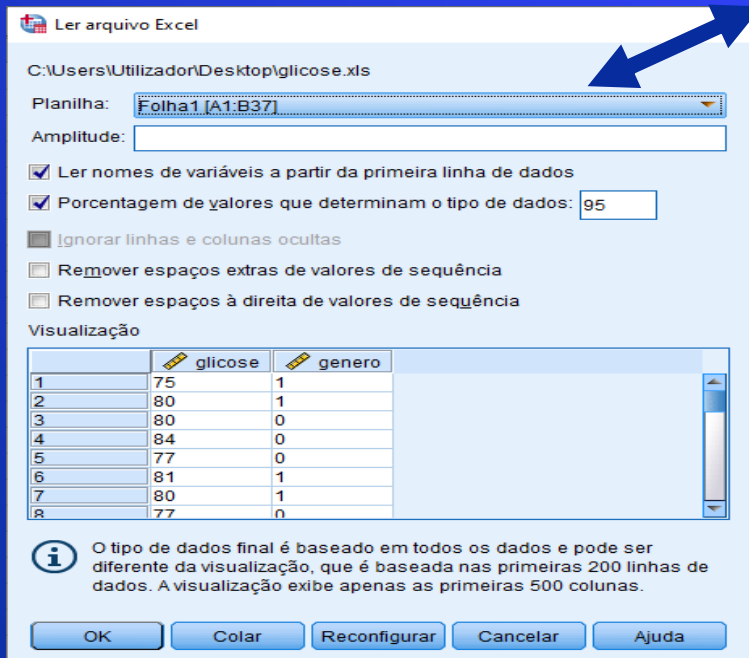 Ler arquivo Excel
C:\Users\Utilizador\Desktop\glicose.xls
Planilha: Folha1 [A1:B37]
Amplitude:
Ler nomes de variáveis a partir da primeira linha de dados
Porcentagem de valores que determinam o tipo de dados: 95
Ignorar linhas e colunas ocultas
Remover espaços extras de valores de sequência
Remover espaços à direita de valores de sequência
Visualização
glicose genero
1 75 1
2 80 1
3 80 0
4 84 0
5 77 0
6 81 1
7 80 1
8 77 0
O tipo de dados final é baseado em todos os dados e pode ser
diferente da visualização, que é baseada nas primeiras 200 linhas de
dados. A visualização exibe apenas as primeiras 500 colunas.
OK Colar Reconfigurar Cancelar Ajuda